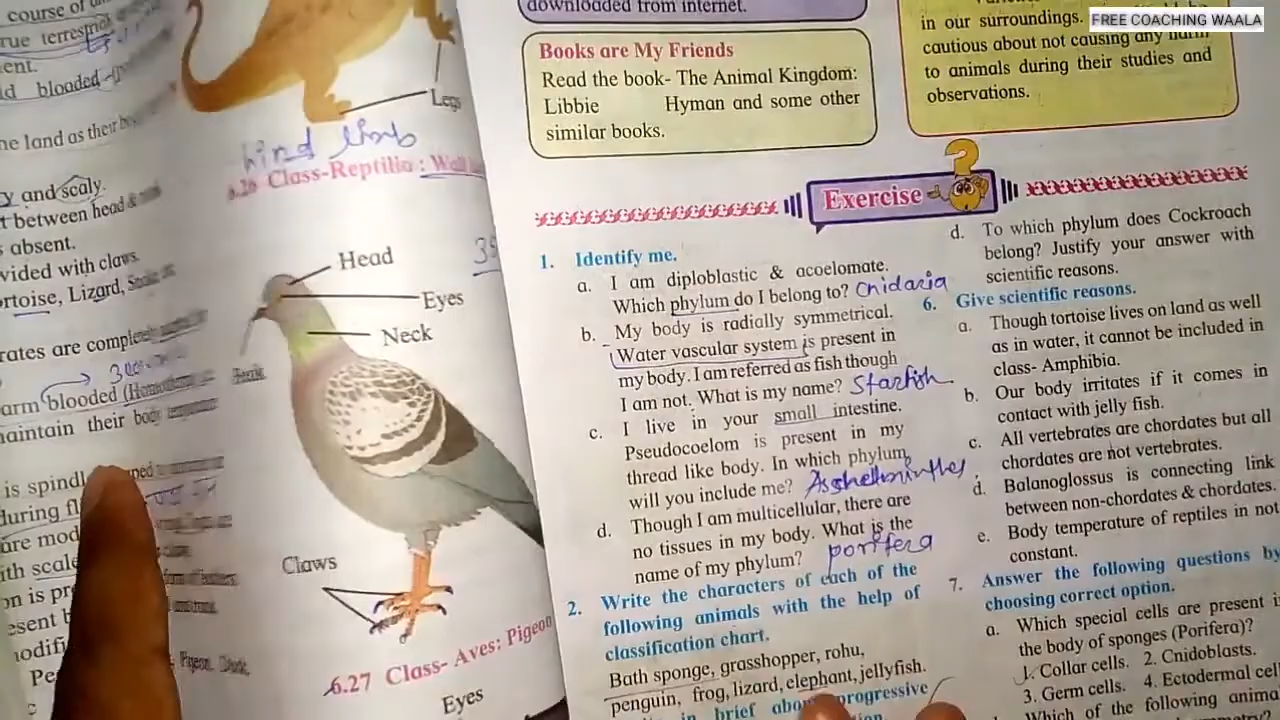 course of
rue terrest
ent.
d blooded
he land as their
y and scaly.
t between head &
s absent.
vided with claws.
ortoise, Lizard, Snake
rates are completely
arm blooded (Homeothermic
maintain their body temperature
is spindle
during fl
are mod
ith scale
on is pre
esent b
modifi
Pigeon, Duck,
Legs
hind limb
6.26 Class-Reptilia : Wall
Head
Eyes
Neck
Beak
Claws
6.27 Class- Aves: Pigeon
Eyes
downloaded from internet.
Books are My Friends
Read the book- The Animal Kingdom:
Libbie Hyman and some other
similar books.
FREE COACHING WAALA
in our surroundings.
cautious about not causing any harm
to animals during their studies and
observations.
Exercise
1. Identify me.
a. I am diploblastic & acoelomate.
Which phylum do I belong to? Cnidaria
b. My body is radially symmetrical.
Water vascular system is present in
my body. I am referred as fish though
I am not. What is my name? Starfish
c. I live in your small intestine.
Pseudocoelom is present in my
thread like body. In which phylum
will you include me? Asshelminthes
d. Though I am multicellular, there are
no tissues in my body. What is the
name of my phylum? porifera
2. Write the characters of each of the
following animals with the help of
classification chart.
Bath sponge, grasshopper, rohu,
penguin, frog, lizard, elephant, jellyfish.
in brief about progressive
d. To which phylum does Cockroach
belong? Justify your answer with
scientific reasons.
6. Give scientific reasons.
a. Though tortoise lives on land as well
as in water, it cannot be included in
class- Amphibia.
b. Our body irritates if it comes in
contact with jelly fish.
c. All vertebrates are chordates but all
chordates are not vertebrates.
d. Balanoglossus is connecting link
between non-chordates & chordates.
e. Body temperature of reptiles in not
constant.
7. Answer the following questions by
choosing correct option.
a. Which special cells are present i
the body of sponges (Porifera)?
1. Collar cells. 2. Cnidoblasts.
3. Germ cells. 4. Ectodermal cel
Which of the following anima